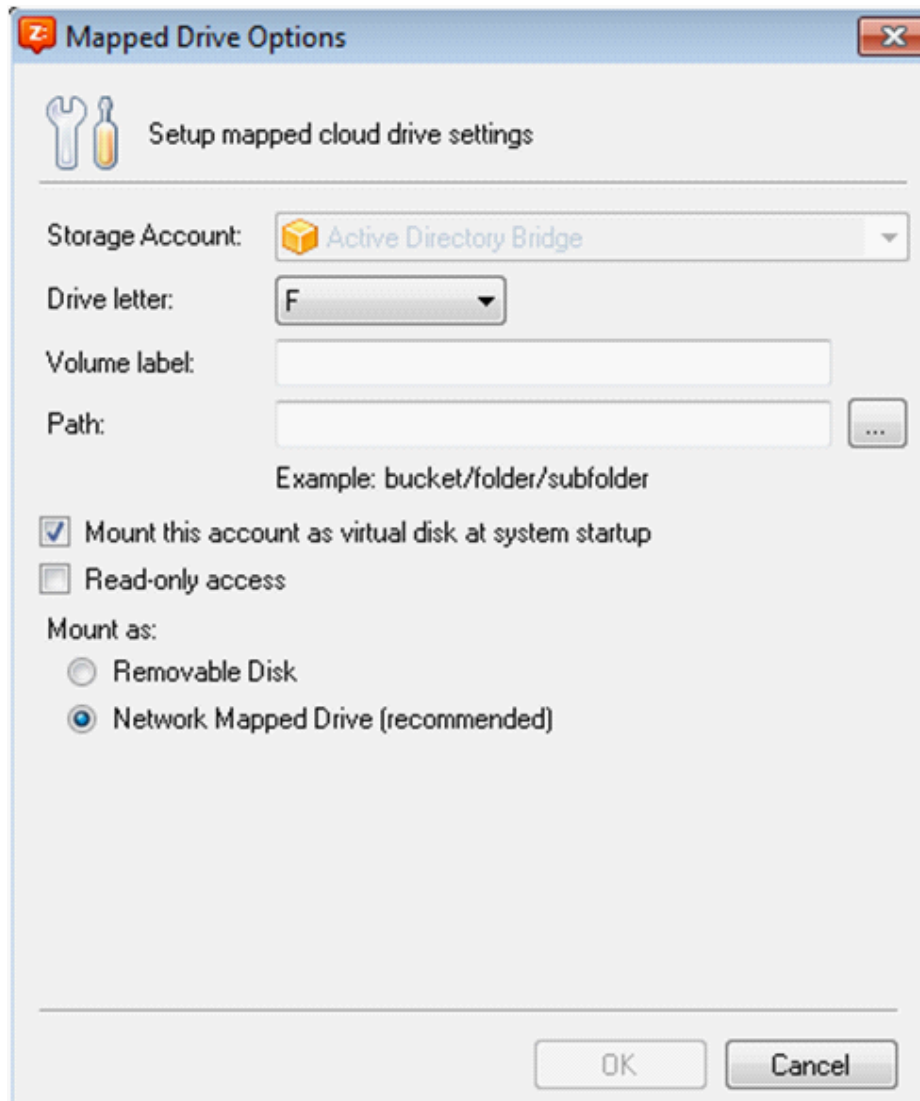 Z:
Mapped Drive Options
Setup mapped cloud drive settings
Storage Account: Active Directory Bridge
Drive letter: F
Volume label:
Path: ...
Example: bucket/folder/subfolder
Mount this account as virtual disk at system startup
Read-only access
Mount as:
Removable Disk
Network Mapped Drive (recommended)
OK Cancel